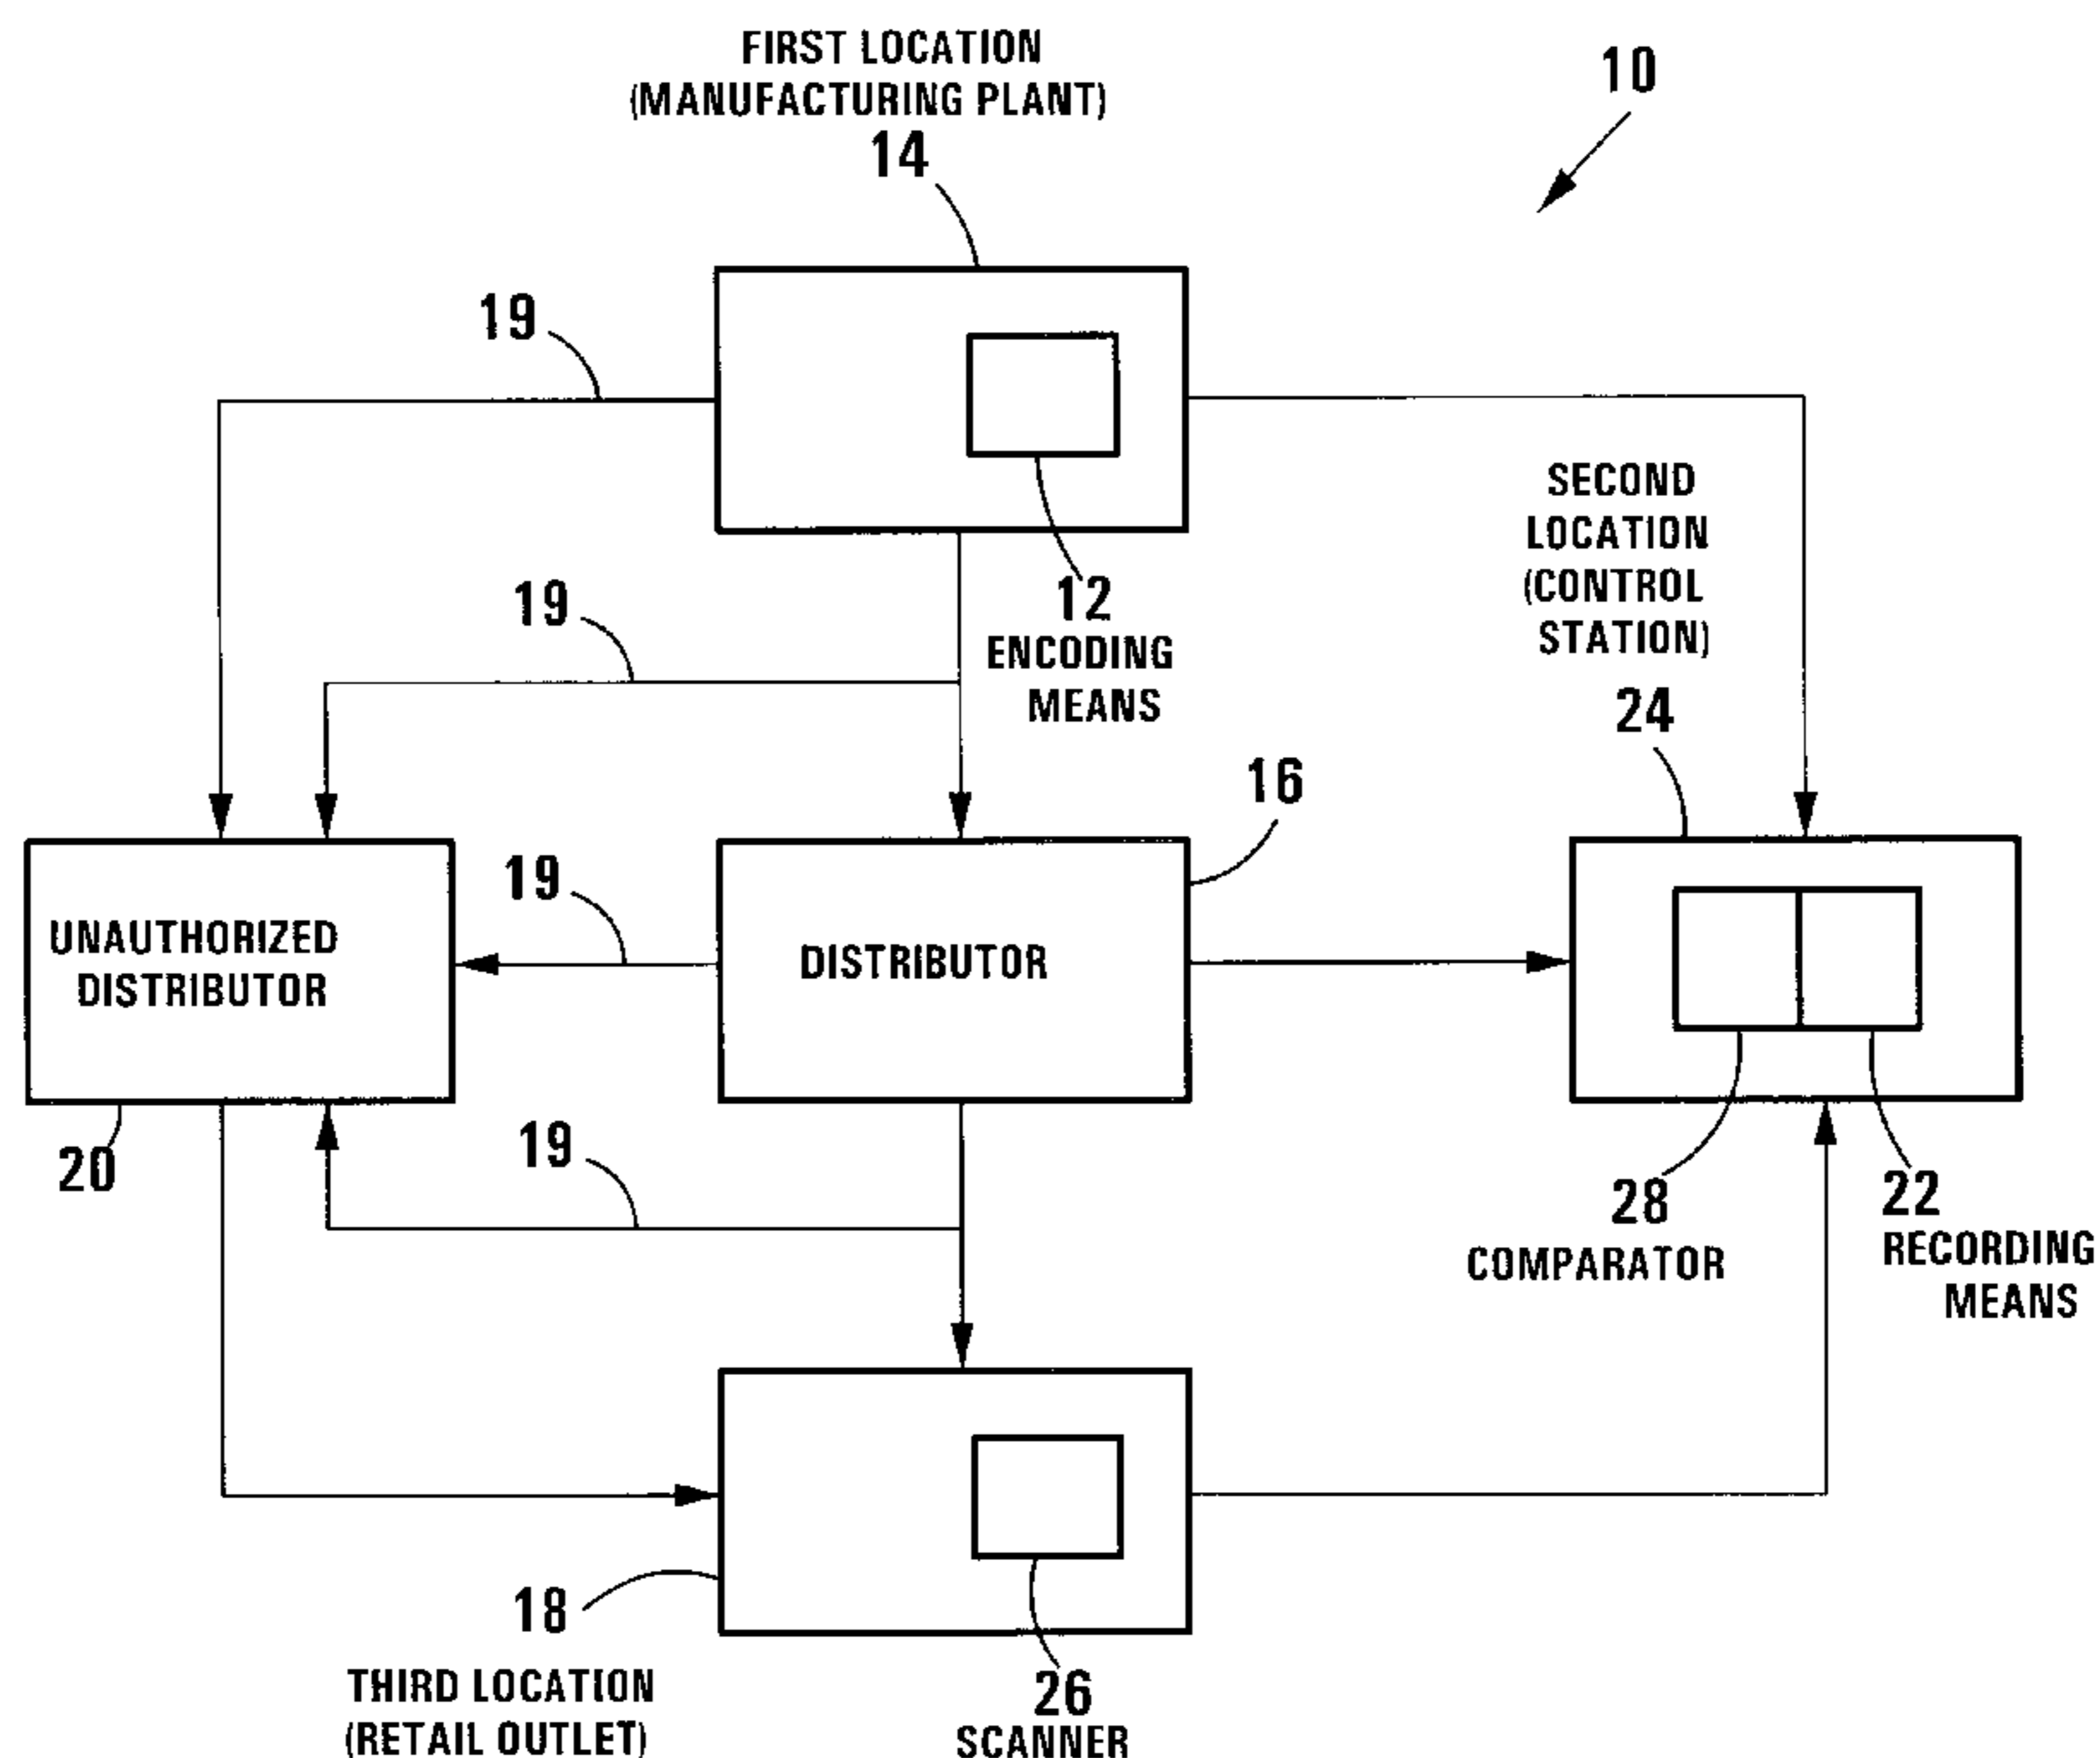 FIRST LOCATION
(MANUFACTURING PLANT)
14
10
19
12
ENCODING
MEANS
19
SECOND
LOCATION
(CONTROL
STATION)
24
16
19
UNAUTHORIZED
DISTRIBUTOR
DISTRIBUTOR
20
19
28
COMPARATOR
22
RECORDING
MEANS
18
THIRD LOCATION
(RETAIL OUTLET)
26
SCANNER